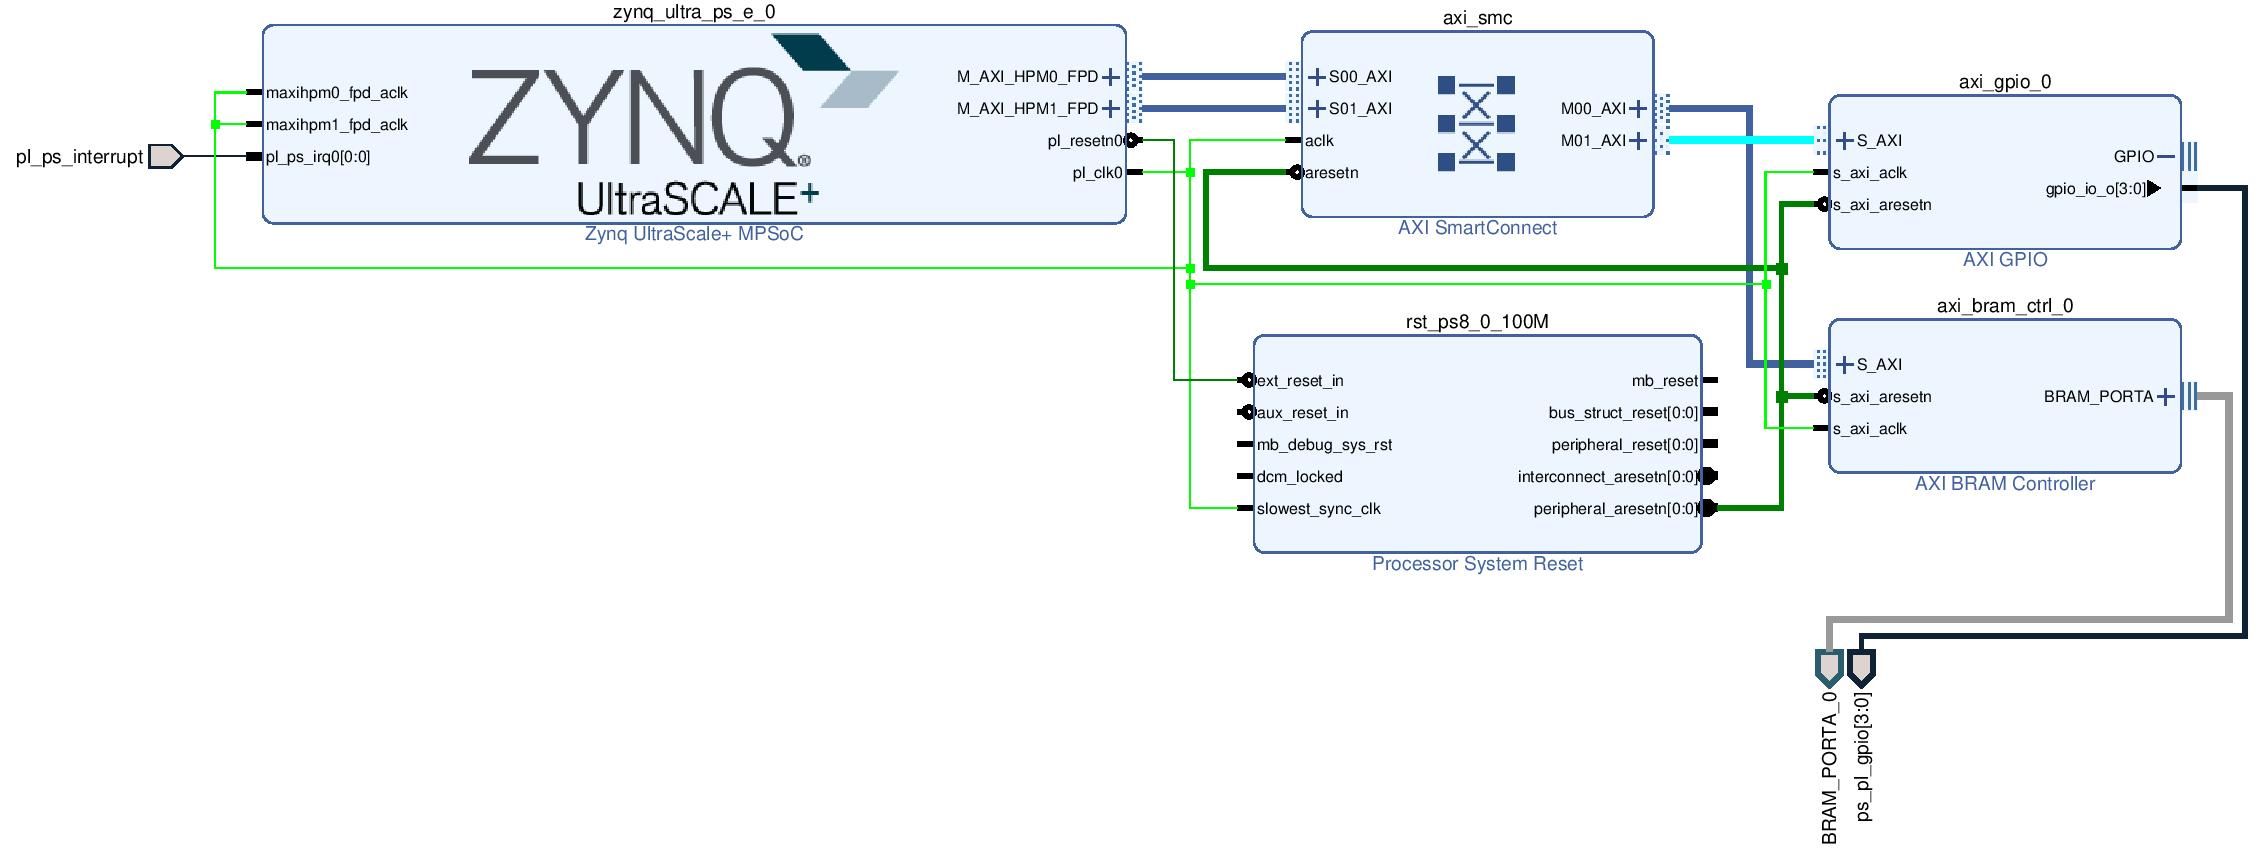 zynq_ultra_ps_e_0
maxihpm0_fpd_aclk
maxihpm1_fpd_aclk
pl_ps_irq0[0:0]
ZYNQ®
UltraSCALE+
M_AXI_HPM0_FPD
M_AXI_HPM1_FPD
pl_resetn0
pl_clk0
Zynq UltraScale+ MPSoC
pl_ps_interrupt
axi_smc
S00_AXI
S01_AXI
aclk
aresetn
M00_AXI
M01_AXI
AXI SmartConnect
axi_gpio_0
S_AXI
s_axi_aclk
s_axi_aresetn
GPIO
gpio_io_o[3:0]
AXI GPIO
rst_ps8_0_100M
ext_reset_in
aux_reset_in
mb_debug_sys_rst
dcm_locked
slowest_sync_clk
mb_reset
bus_struct_reset[0:0]
peripheral_reset[0:0]
interconnect_aresetn[0:0]
peripheral_aresetn[0:0]
Processor System Reset
axi_bram_ctrl_0
S_AXI
s_axi_aresetn
s_axi_aclk
BRAM_PORTA
AXI BRAM Controller
BRAM_PORTA_0
ps_pl_gpio[3:0]